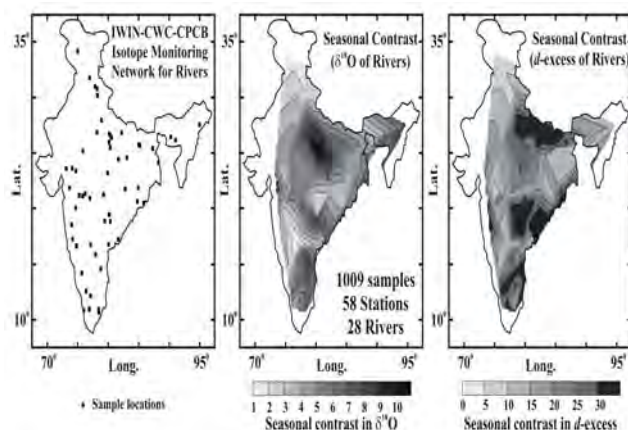 IWIN-CWC-CPCB
Isotope Monitoring
Network for Rivers
35°
Lat.
10°
70°
95°
Long.
Sample locations
Seasonal Contrast
(δ¹⁸O of Rivers)
35°
Lat.
10°
1009 samples
58 Stations
28 Rivers
70°
95°
Long.
1 2 3 4 5 6 7 8 9 10
Seasonal contrast in δ¹⁸O
Seasonal Contrast
(d-excess of Rivers)
35°
Lat.
10°
70°
95°
Long.
0 5 10 15 20 25 30
Seasonal contrast in d-excess